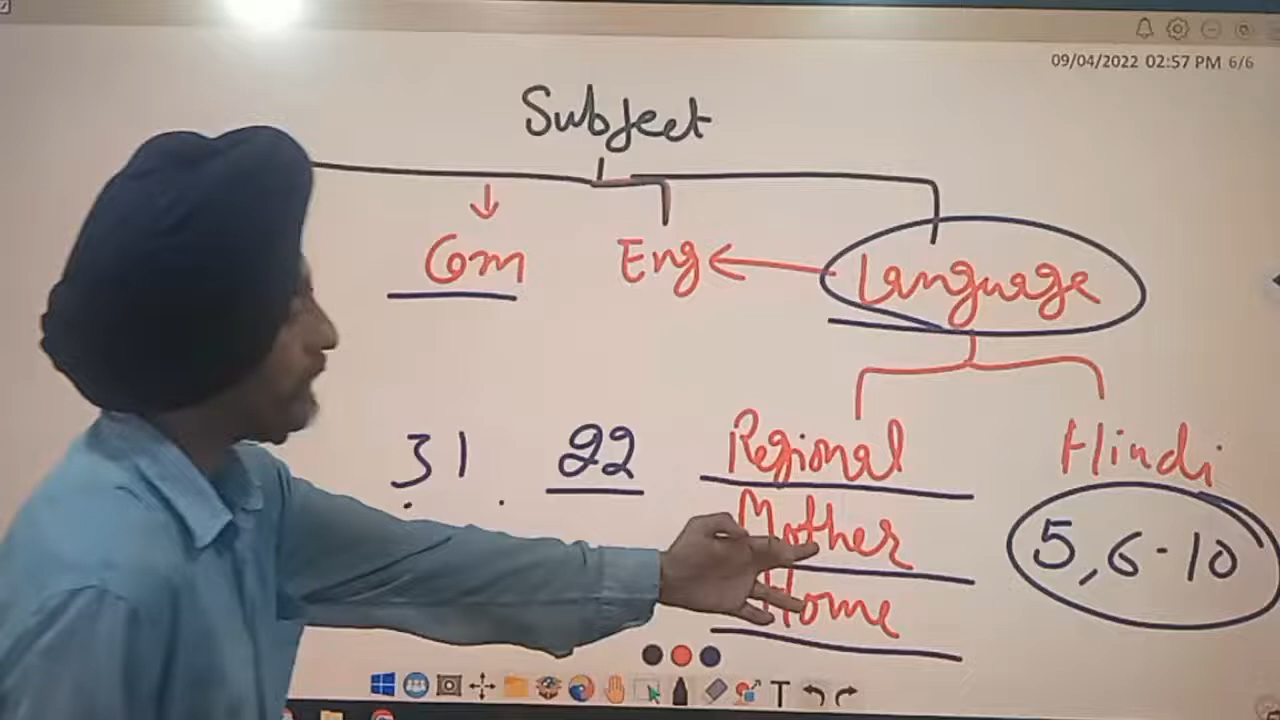 09/04/2022 02:57 PM 6/6
Subject
Com Eng Language
31 22 Regional Hindi
Mother 5, 6-10
Home
T